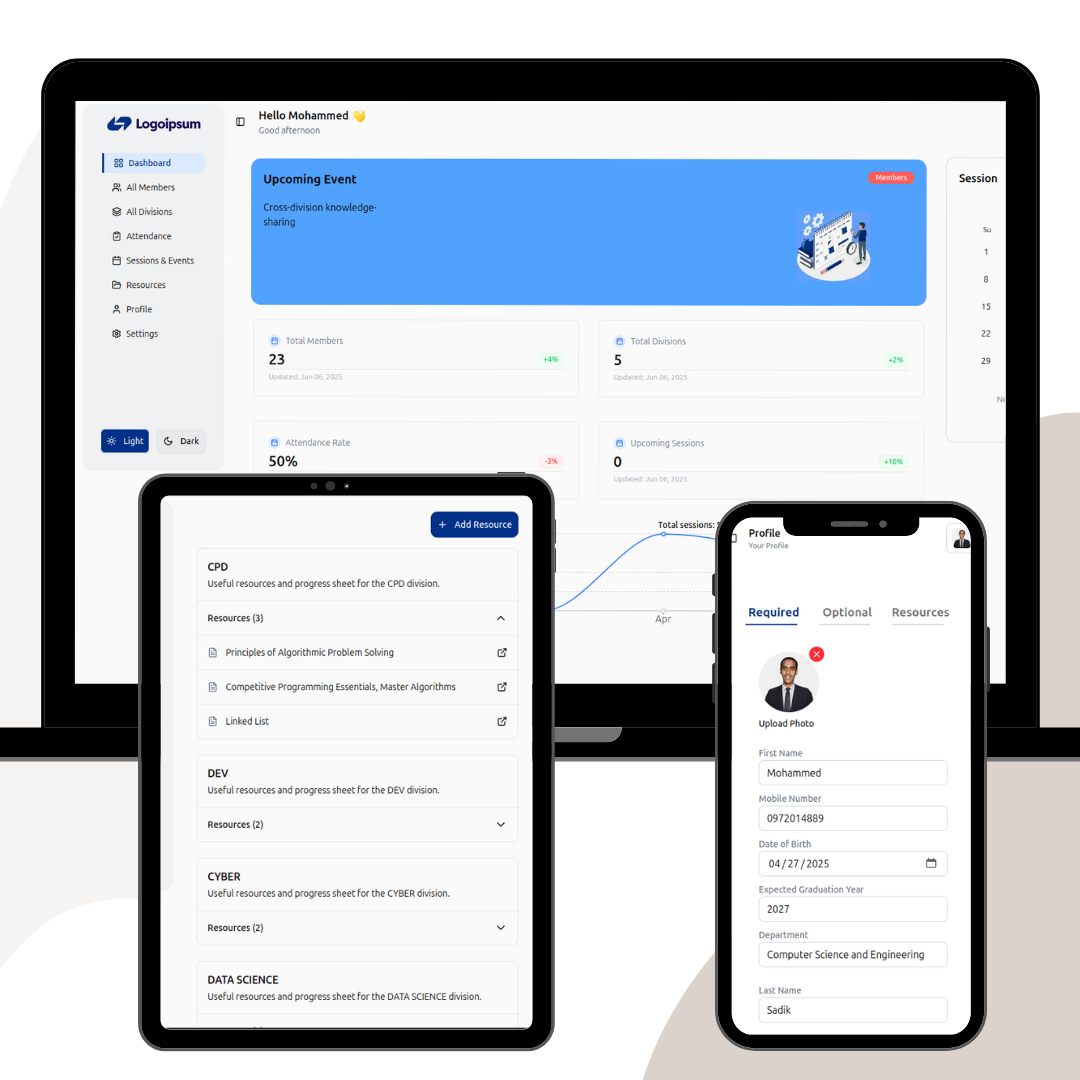 Logoipsum
Dashboard
All Members
All Divisions
Attendance
Sessions & Events
Resources
Profile
Settings
Light
Dark
Hello Mohammed 👋
Good afternoon
Upcoming Event
Members
Cross-division knowledge-
sharing
Total Members
23
+4%
Updated: Jun 06, 2025
Total Divisions
5
+2%
Updated: Jun 06, 2025
Attendance Rate
50%
-3%
Upcoming Sessions
0
+10%
Updated: Jun 06, 2025
Total sessions:
Apr
Session
Su
1
8
15
22
29
+ Add Resource
CPD
Useful resources and progress sheet for the CPD division.
Resources (3)
Principles of Algorithmic Problem Solving
Competitive Programming Essentials, Master Algorithms
Linked List
DEV
Useful resources and progress sheet for the DEV division.
Resources (2)
CYBER
Useful resources and progress sheet for the CYBER division.
Resources (2)
DATA SCIENCE
Useful resources and progress sheet for the DATA SCIENCE division.
Profile
Your Profile
Required
Optional
Resources
Upload Photo
First Name
Mohammed
Mobile Number
0972014889
Date of Birth
04/27/2025
Expected Graduation Year
2027
Department
Computer Science and Engineering
Last Name
Sadik